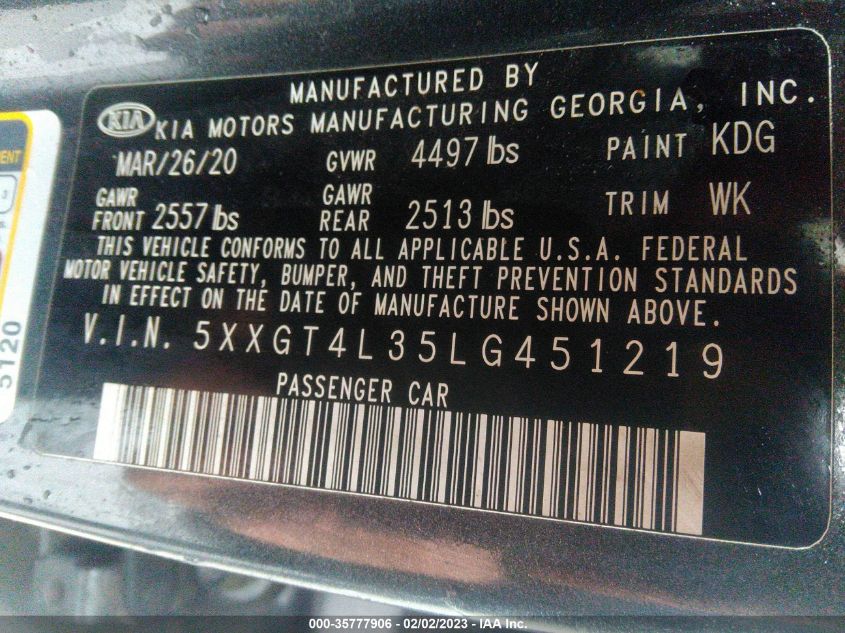 MANUFACTURED BY
KIA KIA MOTORS MANUFACTURING GEORGIA, INC.
MAR/26/20 GVWR 4497 lbs PAINT KDG
GAWR FRONT 2557 lbs GAWR REAR 2513 lbs TRIM WK
THIS VEHICLE CONFORMS TO ALL APPLICABLE U.S.A. FEDERAL
MOTOR VEHICLE SAFETY, BUMPER, AND THEFT PREVENTION STANDARDS
IN EFFECT ON THE DATE OF MANUFACTURE SHOWN ABOVE.
V.I.N. 5XXGT4L35LG451219
PASSENGER CAR
5120
000-35777906 - 02/02/2023 - IAA Inc.